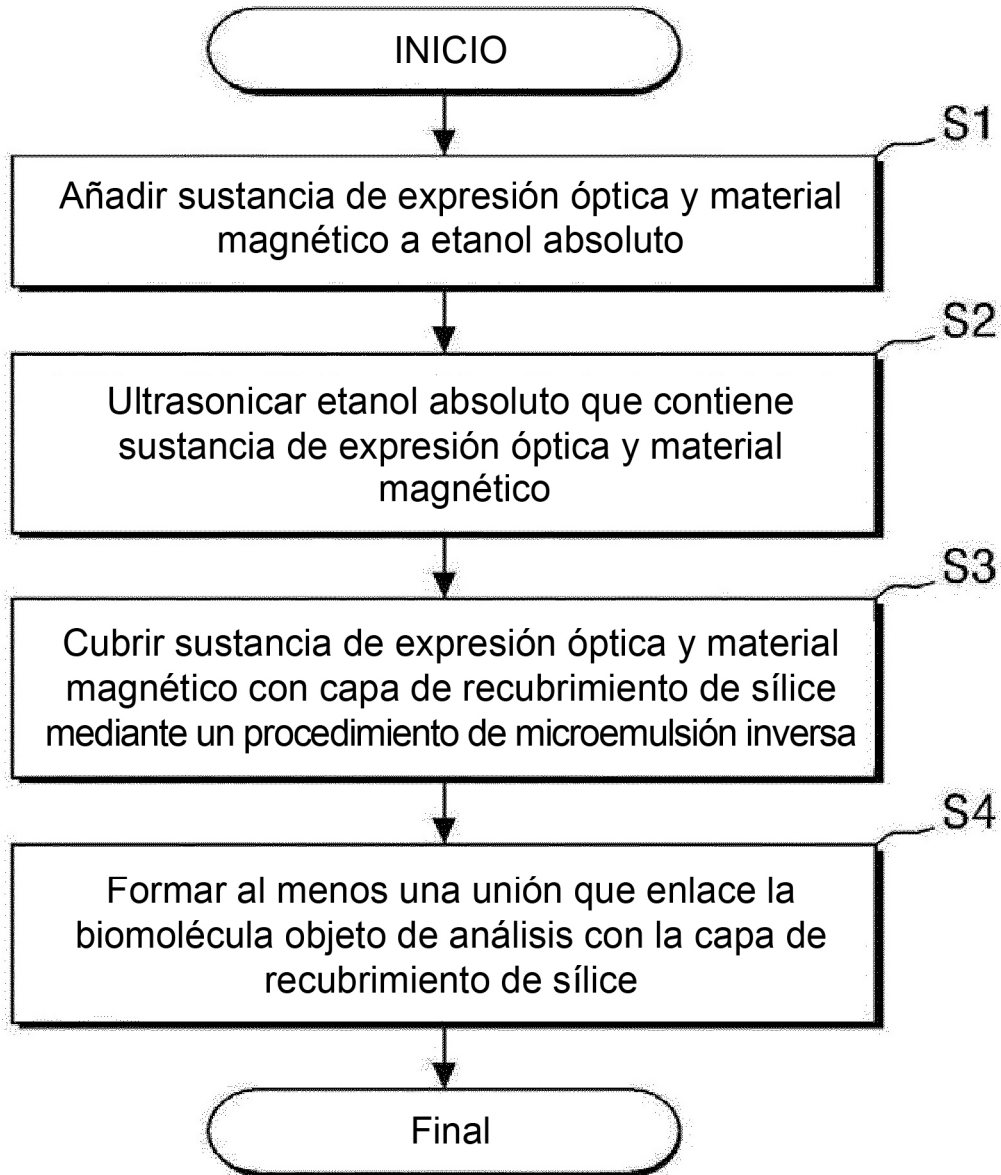 INICIO
S1
Añadir sustancia de expresión óptica y material
magnético a etanol absoluto
S2
Ultrasonicar etanol absoluto que contiene
sustancia de expresión óptica y material
magnético
S3
Cubrir sustancia de expresión óptica y material
magnético con capa de recubrimiento de sílice
mediante un procedimiento de microemulsión inversa
S4
Formar al menos una unión que enlace la
biomolécula objeto de análisis con la capa de
recubrimiento de sílice
Final